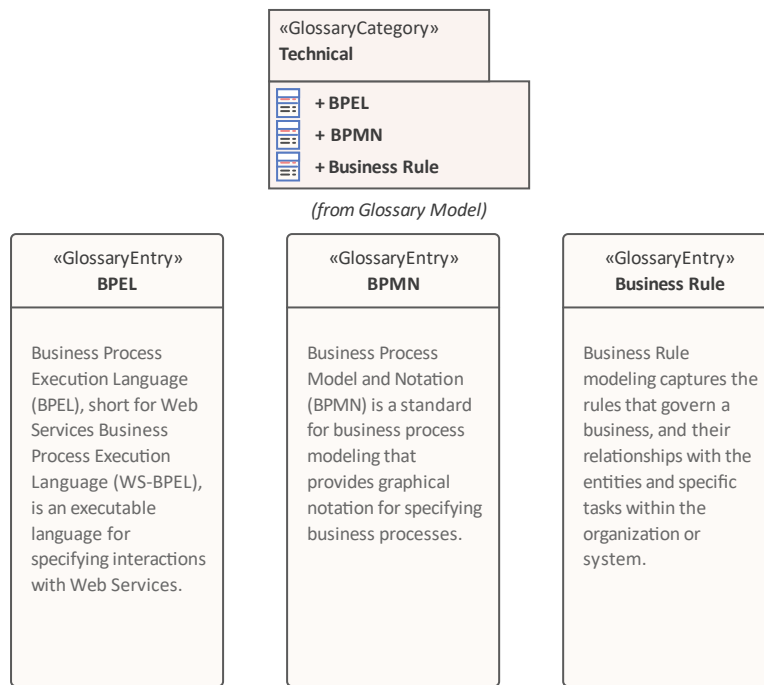 «GlossaryCategory»
Technical
+ BPEL
+ BPMN
+ Business Rule
(from Glossary Model)
«GlossaryEntry»
BPEL
Business Process
Execution Language
(BPEL), short for Web
Services Business
Process Execution
Language (WS-BPEL),
is an executable
language for
specifying interactions
with Web Services.
«GlossaryEntry»
BPMN
Business Process
Model and Notation
(BPMN) is a standard
for business process
modeling that
provides graphical
notation for specifying
business processes.
«GlossaryEntry»
Business Rule
Business Rule
modeling captures the
rules that govern a
business, and their
relationships with the
entities and specific
tasks within the
organization or
system.